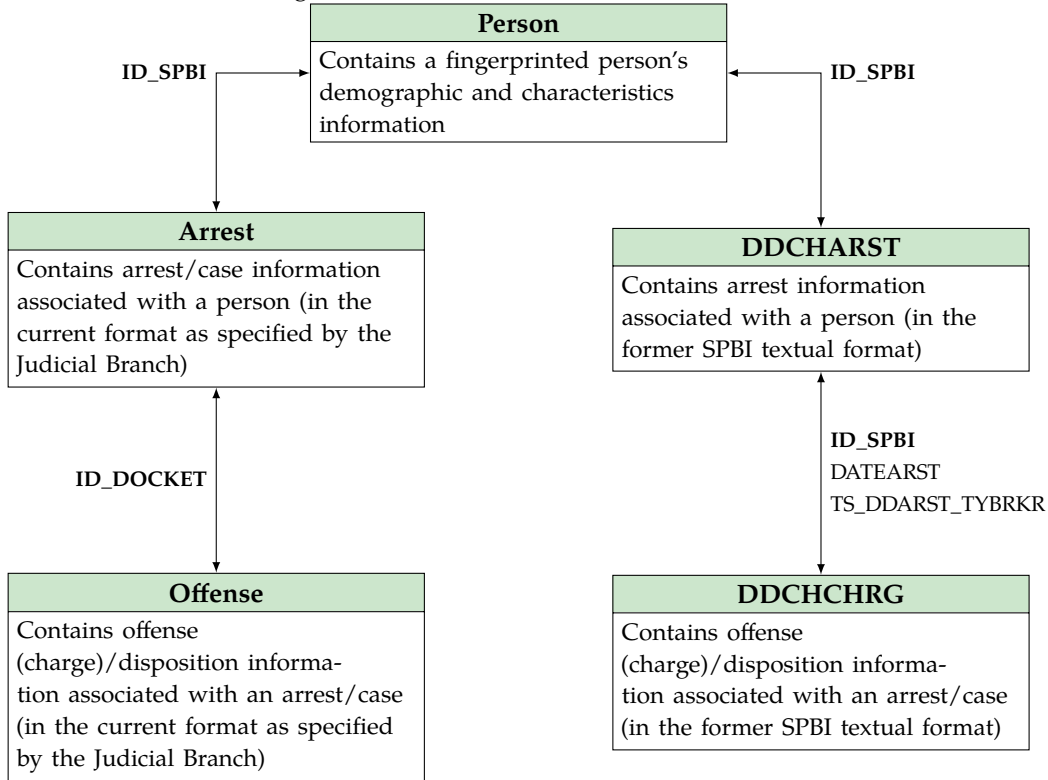 Person
Contains a fingerprinted person's
demographic and characteristics
information
ID_SPBI
ID_SPBI
Arrest
Contains arrest/case information
associated with a person (in the
current format as specified by the
Judicial Branch)
DDCHARST
Contains arrest information
associated with a person (in the
former SPBI textual format)
ID_DOCKET
ID_SPBI
DATEARST
TS_DDARST_TYBRKR
Offense
Contains offense
(charge)/disposition informa-
tion associated with an arrest/case
(in the current format as specified
by the Judicial Branch)
DDCHCHRG
Contains offense
(charge)/disposition informa-
tion associated with an arrest/case
(in the former SPBI textual format)